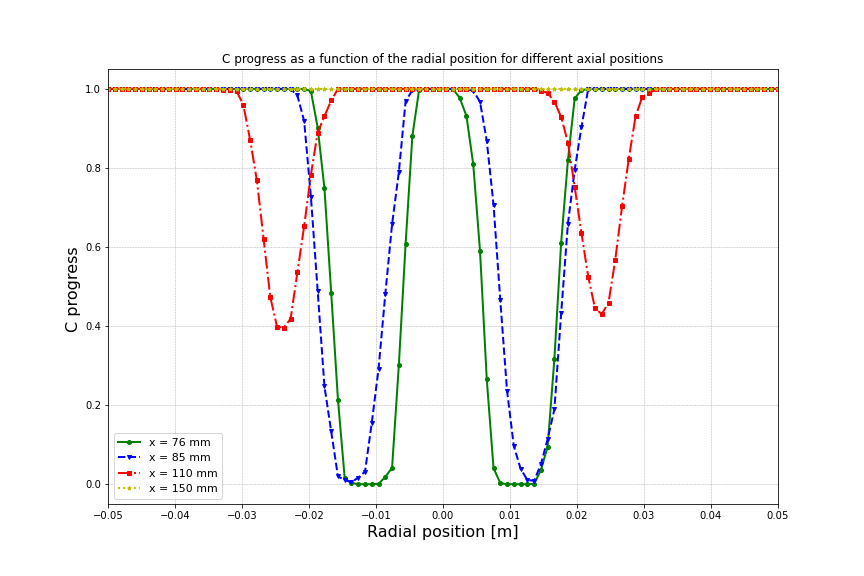 C progress as a function of the radial position for different axial positions
1.0
0.8
0.6
0.4
0.2
0.0
C progress
x = 76 mm
x = 85 mm
x = 110 mm
x = 150 mm
−0.05 −0.04 −0.03 −0.02 −0.01 0.00 0.01 0.02 0.03 0.04 0.05
Radial position [m]